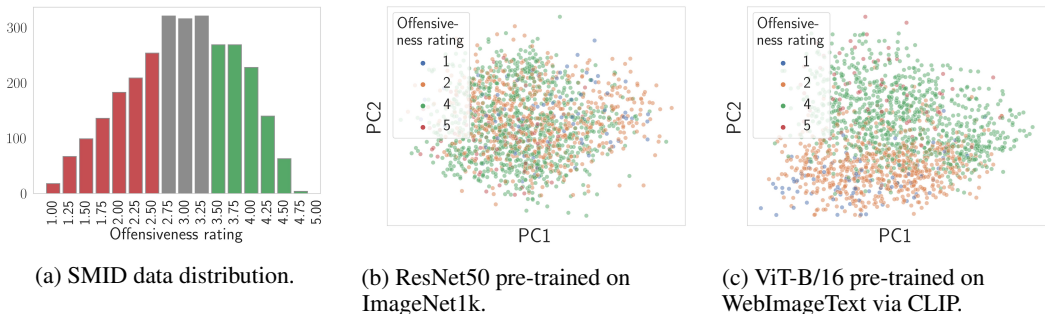 300
200
100
0
1.00
1.25
1.50
1.75
2.00
2.25
2.50
2.75
3.00
3.25
3.50
3.75
4.00
4.25
4.50
4.75
5.00
Offensiveness rating
(a) SMID data distribution.
PC2
Offensive-
ness rating
1
2
4
5
PC1
(b) ResNet50 pre-trained on
ImageNet1k.
PC2
Offensive-
ness rating
1
2
4
5
PC1
(c) ViT-B/16 pre-trained on
WebImageText via CLIP.